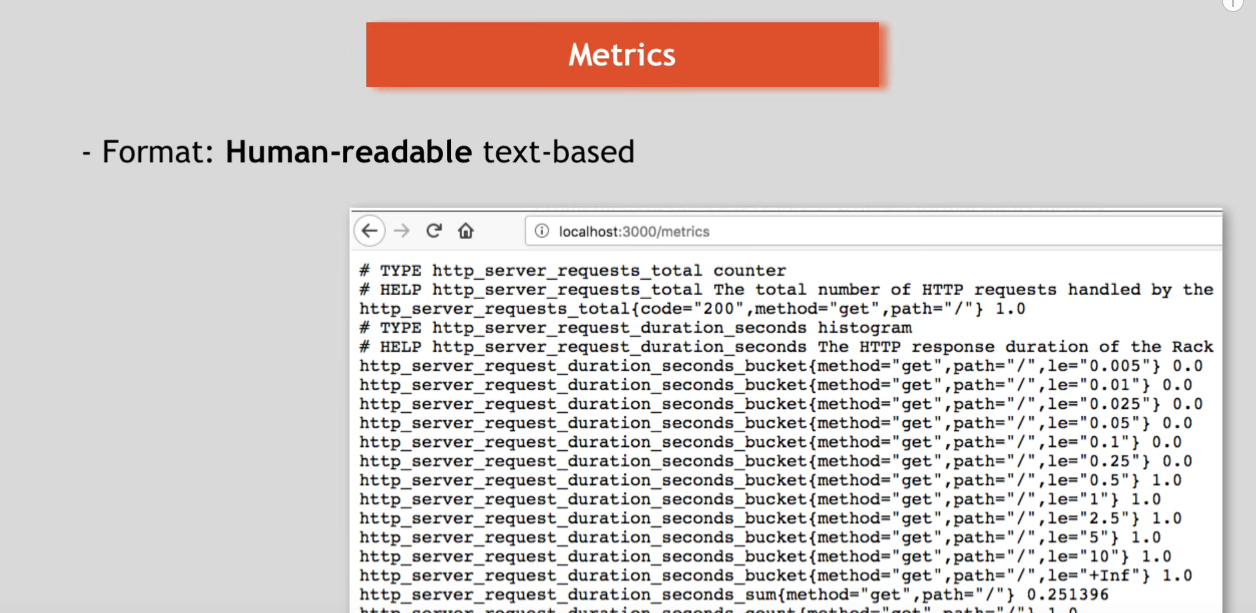 Metrics
- Format: Human-readable text-based
localhost:3000/metrics
# TYPE http_server_requests_total counter
# HELP http_server_requests_total The total number of HTTP requests handled by the
http_server_requests_total{code="200",method="get",path="/"} 1.0
# TYPE http_server_request_duration_seconds histogram
# HELP http_server_request_duration_seconds The HTTP response duration of the Rack
http_server_request_duration_seconds_bucket{method="get",path="/",le="0.005"} 0.0
http_server_request_duration_seconds_bucket{method="get",path="/",le="0.01"} 0.0
http_server_request_duration_seconds_bucket{method="get",path="/",le="0.025"} 0.0
http_server_request_duration_seconds_bucket{method="get",path="/",le="0.05"} 0.0
http_server_request_duration_seconds_bucket{method="get",path="/",le="0.1"} 0.0
http_server_request_duration_seconds_bucket{method="get",path="/",le="0.25"} 0.0
http_server_request_duration_seconds_bucket{method="get",path="/",le="0.5"} 1.0
http_server_request_duration_seconds_bucket{method="get",path="/",le="1"} 1.0
http_server_request_duration_seconds_bucket{method="get",path="/",le="2.5"} 1.0
http_server_request_duration_seconds_bucket{method="get",path="/",le="5"} 1.0
http_server_request_duration_seconds_bucket{method="get",path="/",le="10"} 1.0
http_server_request_duration_seconds_bucket{method="get",path="/",le="+Inf"} 1.0
http_server_request_duration_seconds_sum{method="get",path="/"} 0.251396
http_server_request_duration_seconds_count{method="get",path="/"} 1.0